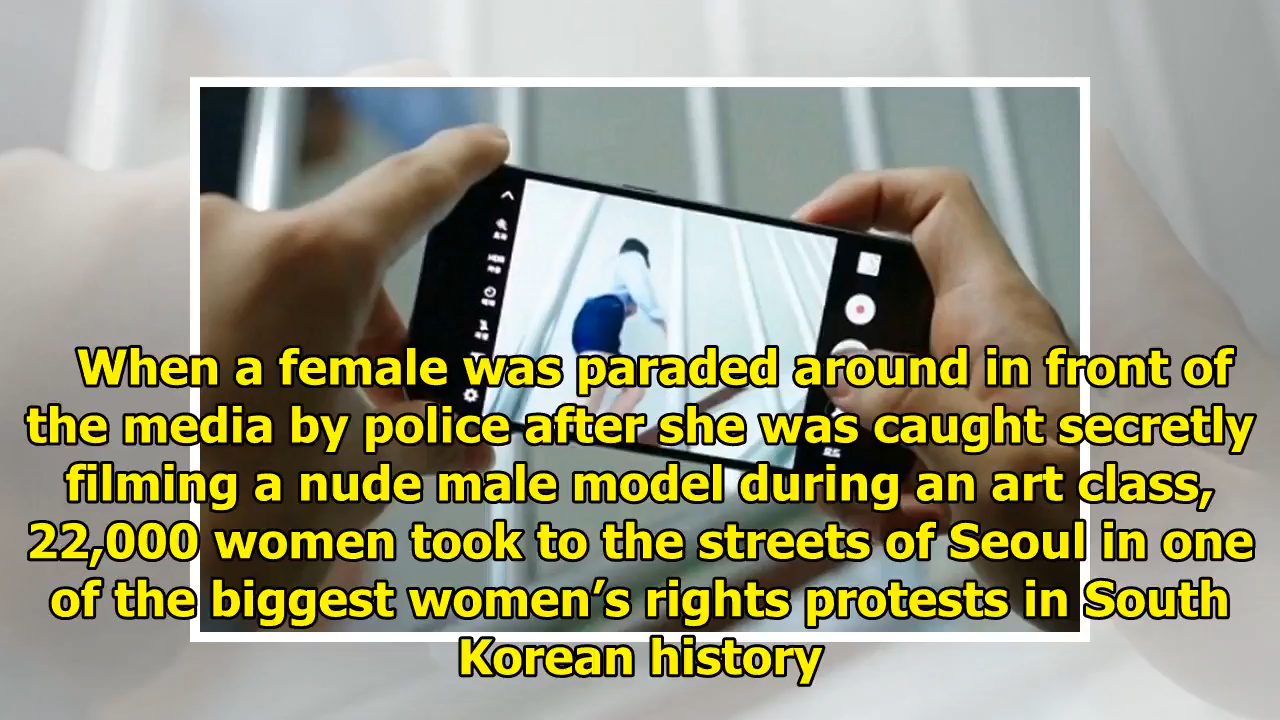 When a female was paraded around in front of
the media by police after she was caught secretly
filming a nude male model during an art class,
22,000 women took to the streets of Seoul in one
of the biggest women’s rights protests in South
Korean history